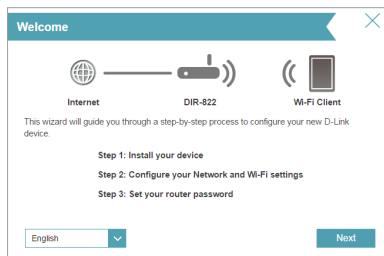 Welcome
Internet
DIR-822
Wi-Fi Client
This wizard will guide you through a step-by-step process to configure your new D-Link
device.
Step 1: Install your device
Step 2: Configure your Network and Wi-Fi settings
Step 3: Set your router password
English
Next